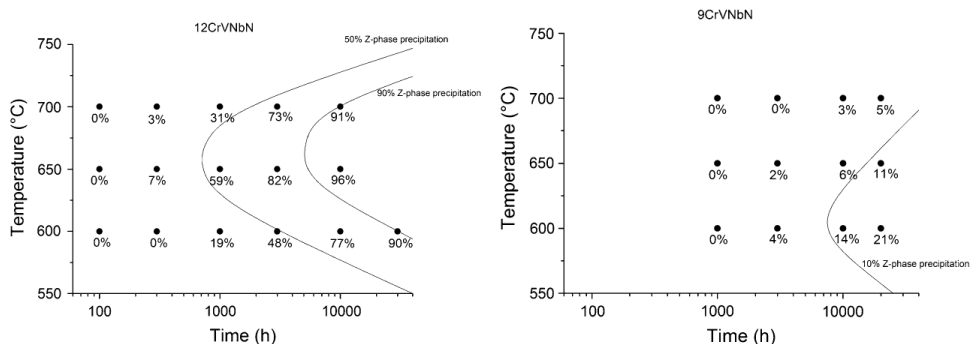 12CrVNbN
750
50% Z-phase precipitation
90% Z-phase precipitation
700
0% 3% 31% 73% 91%
650
0% 7% 59% 82% 96%
600
0% 0% 19% 48% 77% 90%
550
100 1000 10000
Temperature (°C)
Time (h)
9CrVNbN
750
700
0% 0% 3% 5%
650
0% 2% 6% 11%
600
0% 4% 14% 21%
10% Z-phase precipitation
550
100 1000 10000
Temperature (°C)
Time (h)